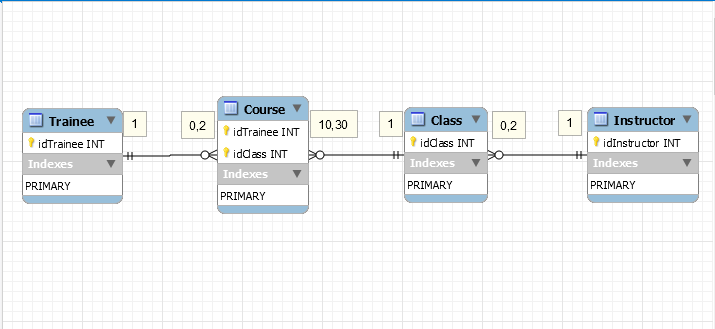 Trainee
idTrainee INT
Indexes
PRIMARY
1
0,2
Course
idTrainee INT
idClass INT
Indexes
PRIMARY
10,30
1
Class
idClass INT
Indexes
PRIMARY
0,2
1
Instructor
idInstructor INT
Indexes
PRIMARY